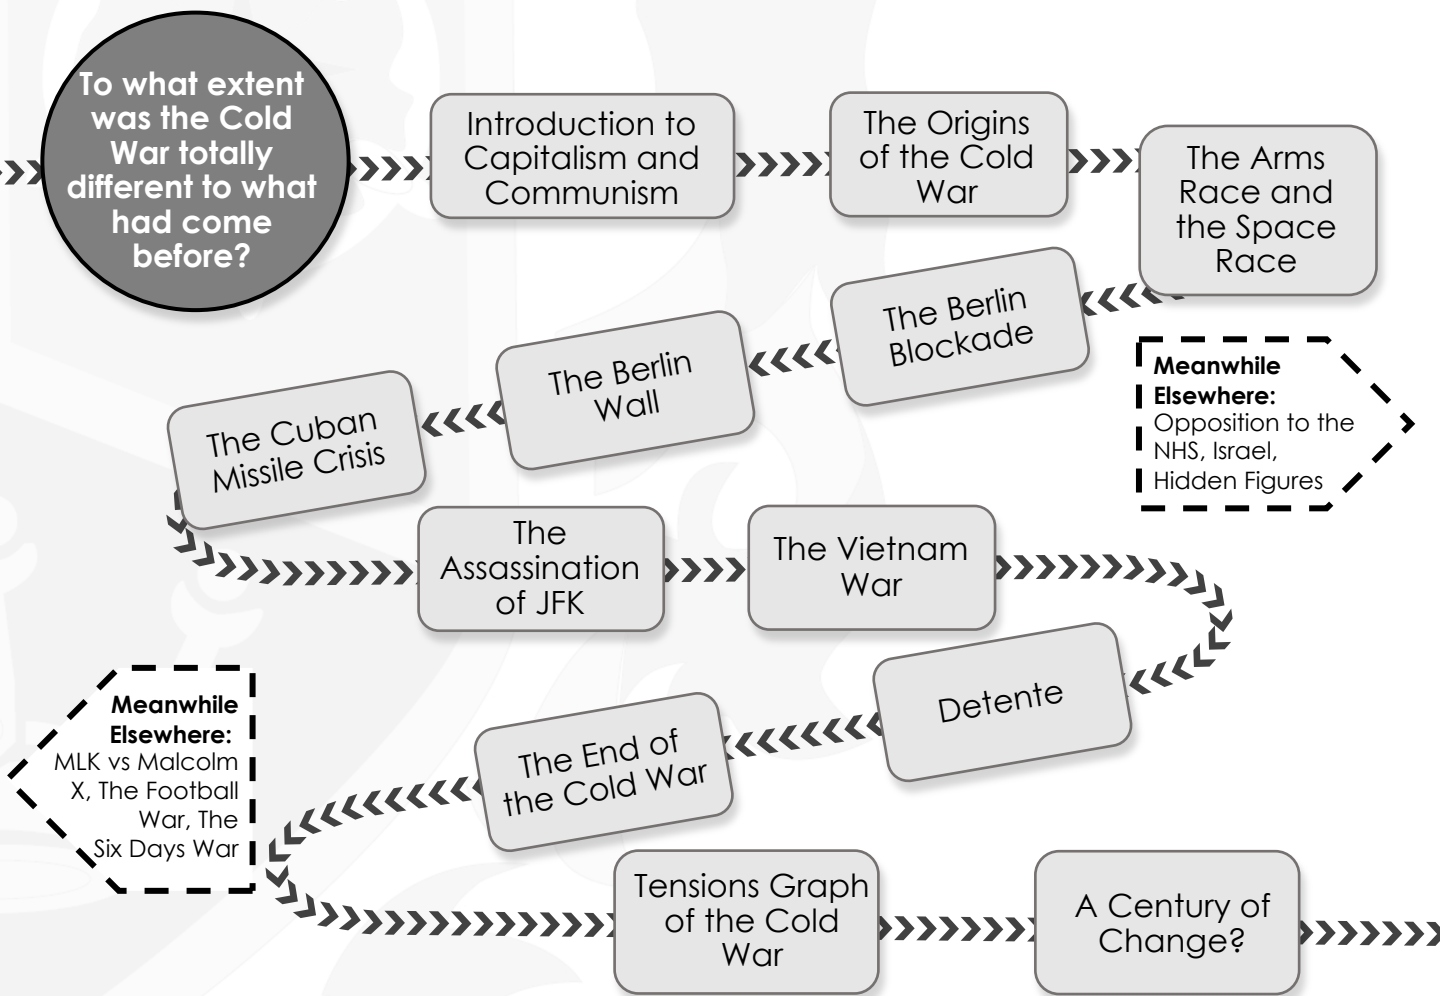 To what extent
was the Cold
War totally
different to what
had come
before?
Introduction to
Capitalism and
Communism
The Origins
of the Cold
War
The Arms
Race and
the Space
Race
The Berlin
Blockade
The Berlin
Wall
The Cuban
Missile Crisis
Meanwhile
Elsewhere:
Opposition to the
NHS, Israel,
Hidden Figures
The
Assassination
of JFK
The Vietnam
War
Detente
The End of
the Cold War
Meanwhile
Elsewhere:
MLK vs Malcolm
X, The Football
War, The
Six Days War
Tensions Graph
of the Cold
War
A Century of
Change?